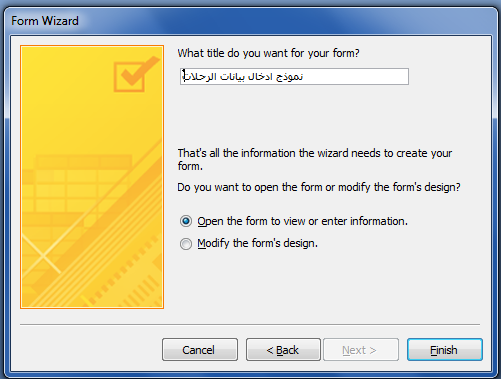 Form Wizard
What title do you want for your form?
نموذج ادخال بيانات الرحلات
That's all the information the wizard needs to create your
form.
Do you want to open the form or modify the form's design?
Open the form to view or enter information.
Modify the form's design.
Cancel
< Back
Next >
Finish